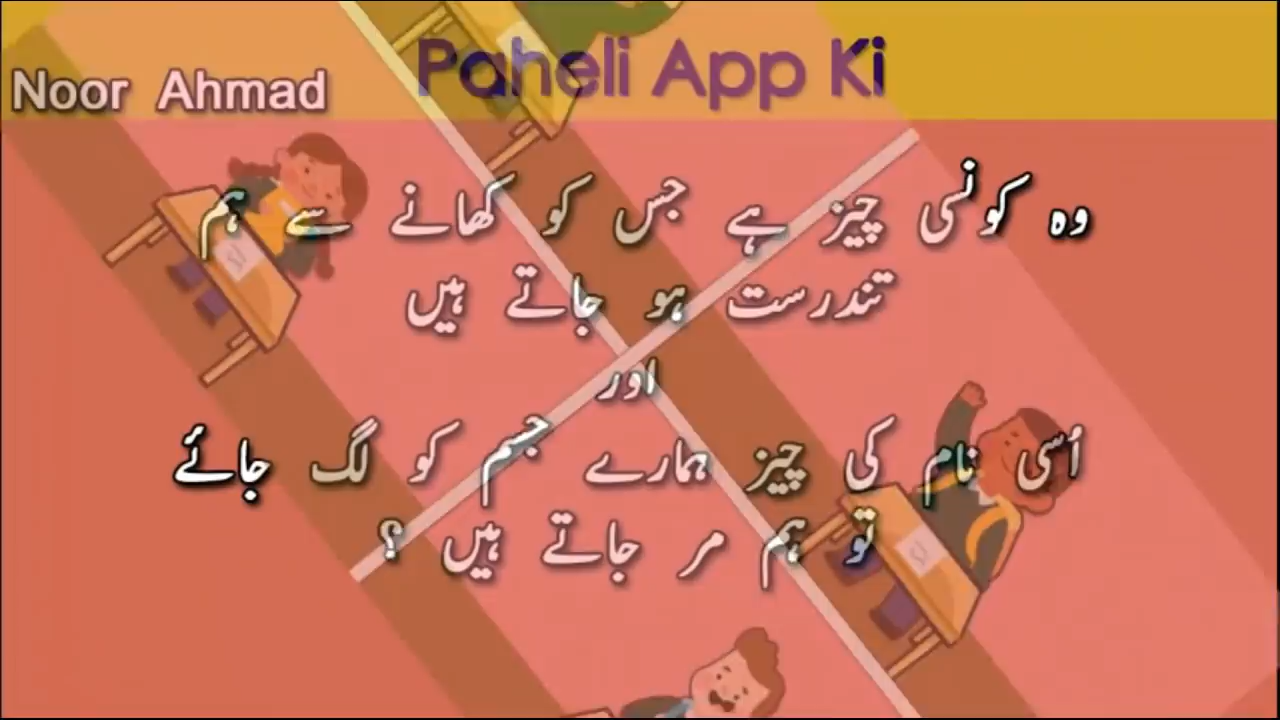 Paheli App Ki
Noor Ahmad
وہ کونسی چیز ہے جس کو کھانے سے ہم
تندرست ہو جاتے ہیں
اور
اُسی نام کی چیز ہمارے جسم کو لگ جائے
تو ہم مر جاتے ہیں ؟